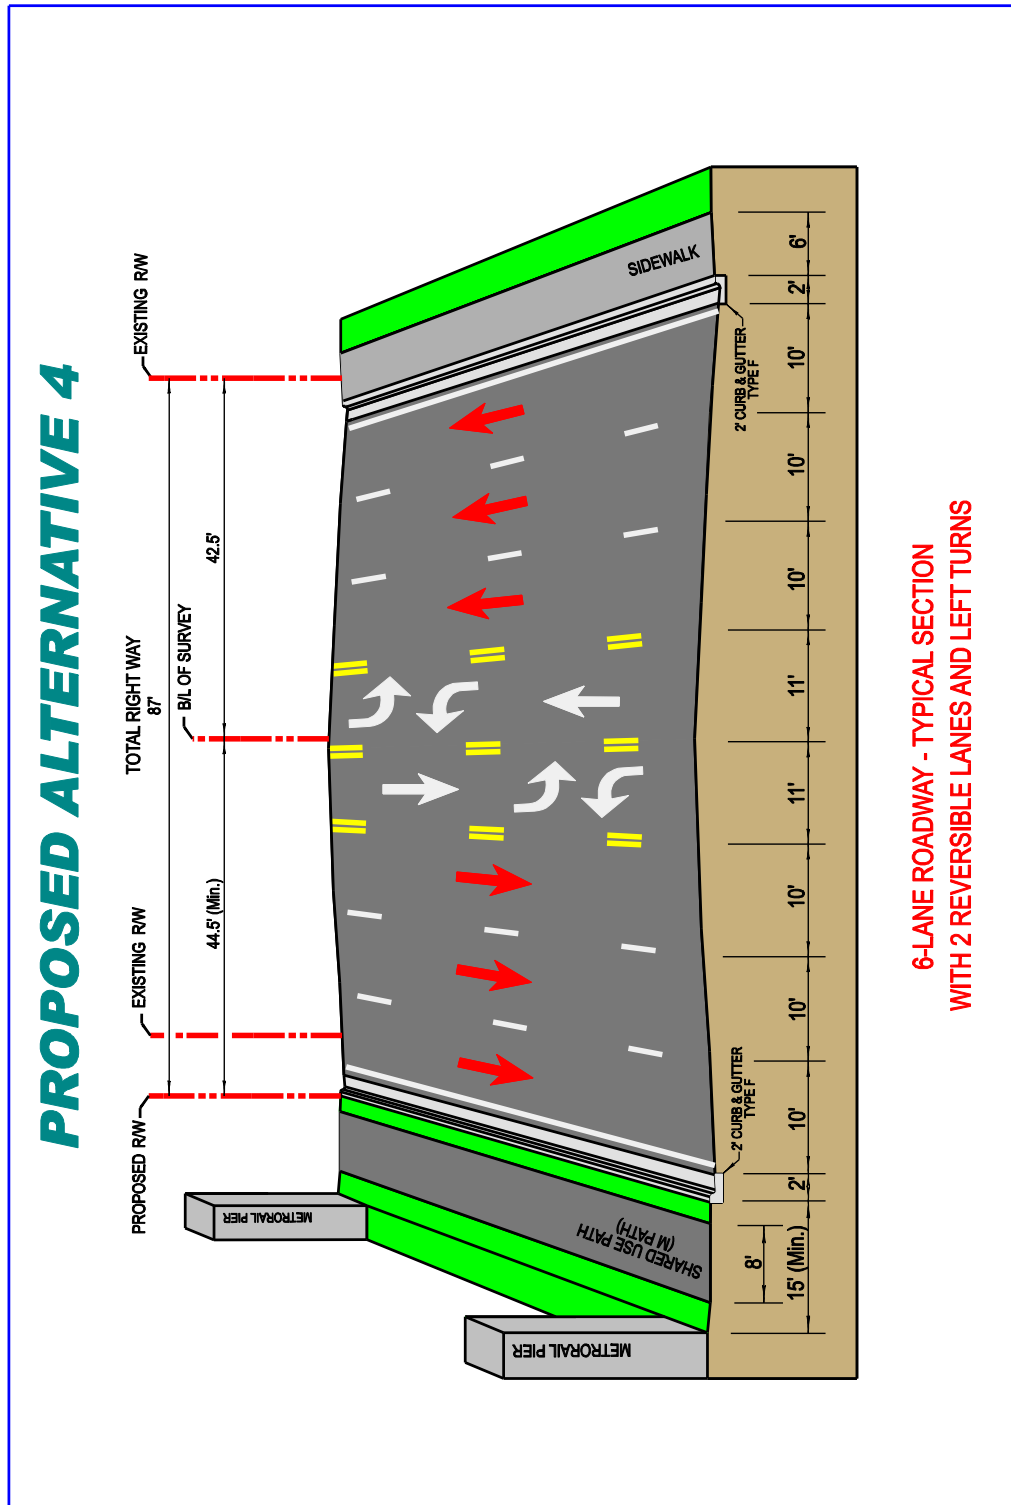 PROPOSED ALTERNATIVE 4
TOTAL RIGHT WAY
87'
PROPOSED R/W
EXISTING R/W
B/L OF SURVEY
EXISTING R/W
44.5' (Min.)
42.5'
METRORAIL PIER
METRORAIL PIER
SHARED USE PATH
(M PATH)
SIDEWALK
2' CURB & GUTTER
TYPE F
2' CURB & GUTTER
TYPE F
8'
15' (Min.)
2'
10'
10'
10'
11'
11'
10'
10'
10'
2'
6'
6-LANE ROADWAY - TYPICAL SECTION
WITH 2 REVERSIBLE LANES AND LEFT TURNS